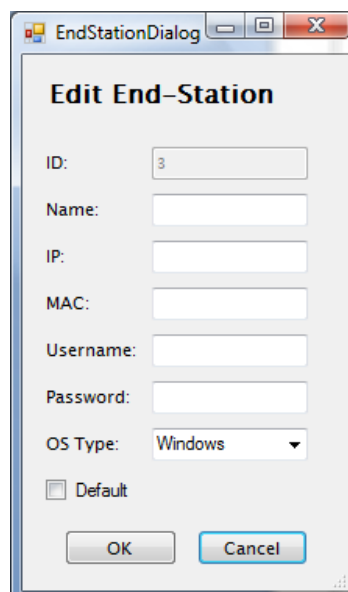 EndStationDialog
Edit End-Station
ID: 3
Name:
IP:
MAC:
Username:
Password:
OS Type: Windows
Default
OK Cancel